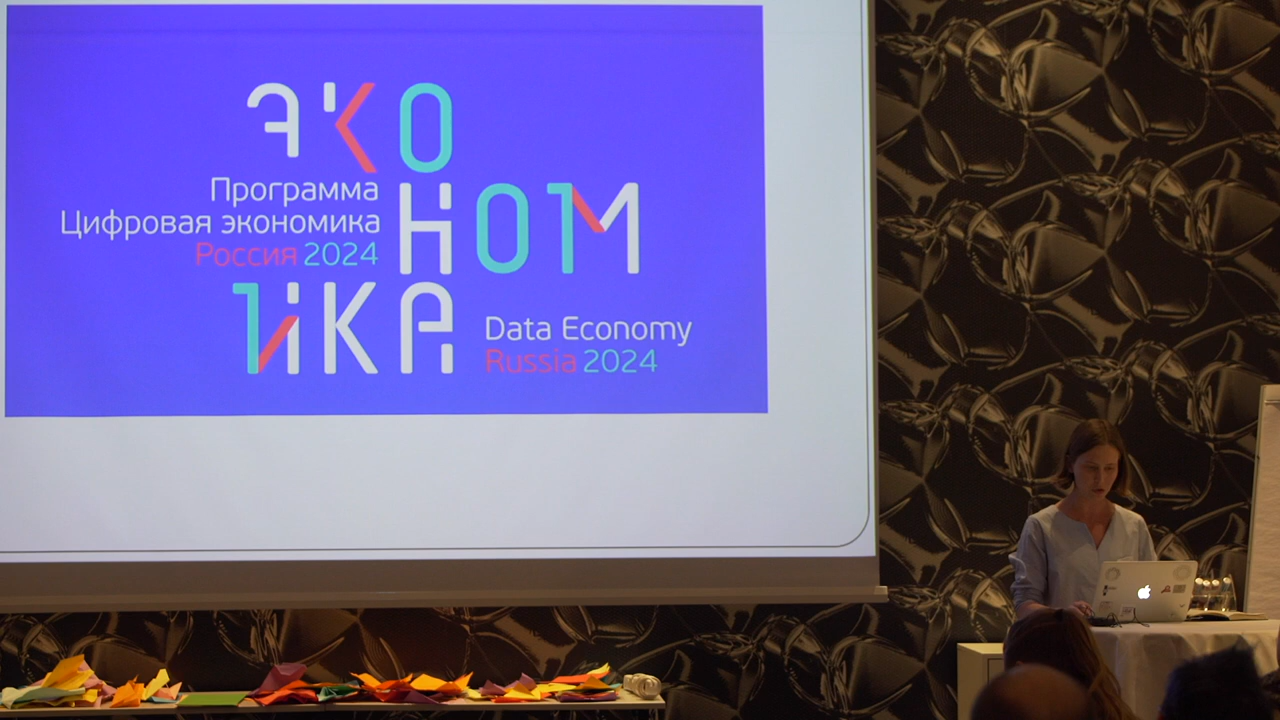 ЭКО
Программа
Цифровая экономика
Россия 2024
НОМ
ИКА
Data Economy
Russia 2024